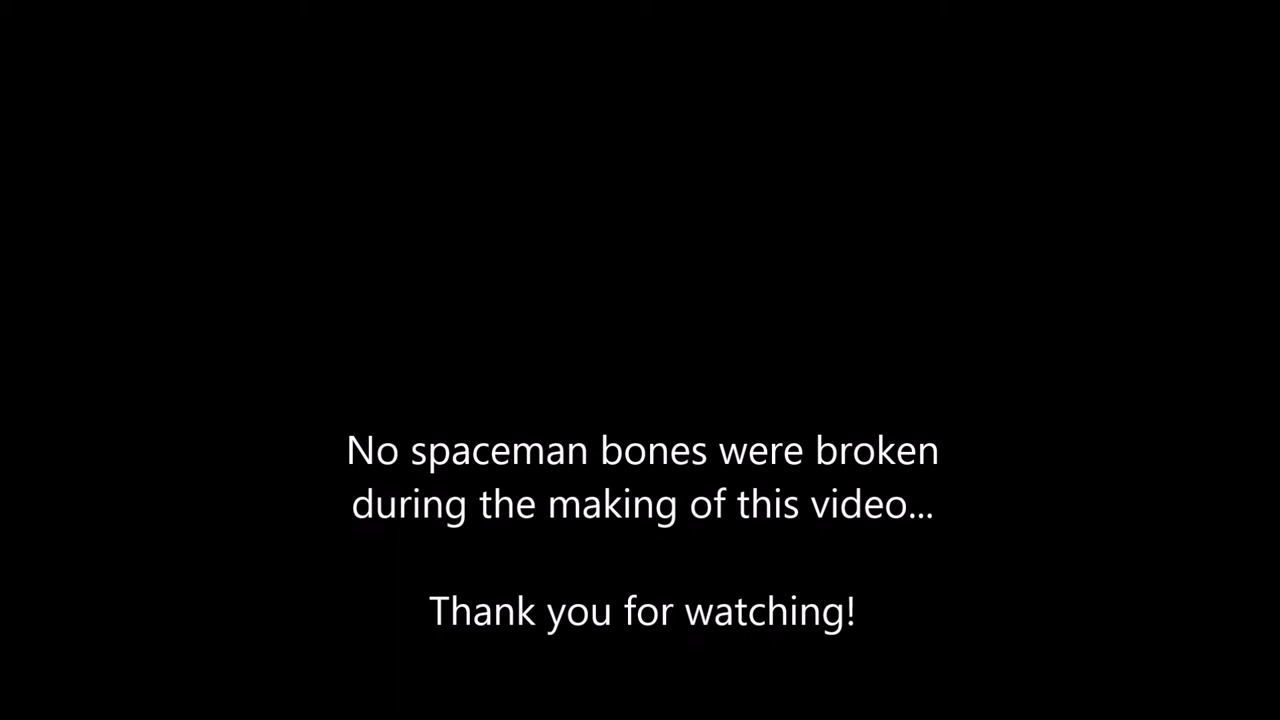 No spaceman bones were broken
during the making of this video...
Thank you for watching!